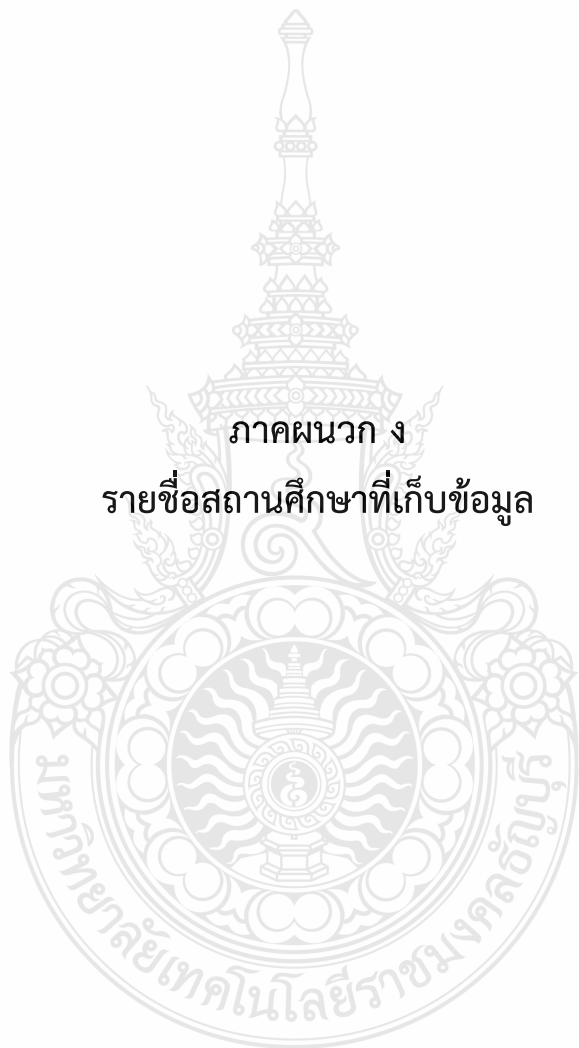 ภาคผนวก ง
รายชื่อสถานศึกษาที่เก็บข้อมูล
มหาวิทยาลัยเทคโนโลยีราชมงคลธัญบุรี